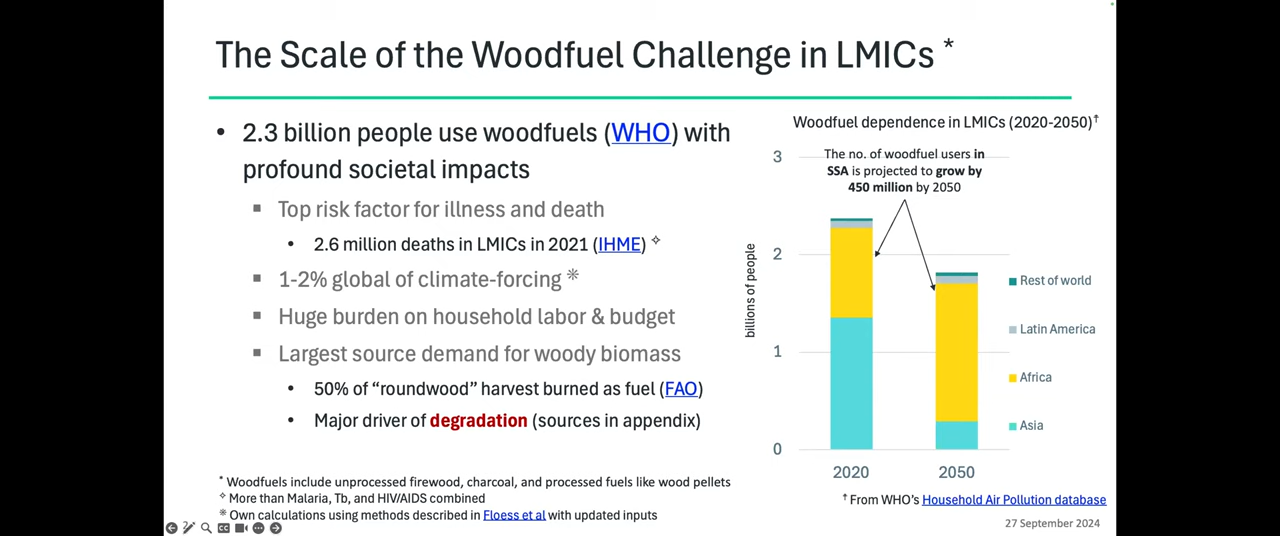 The Scale of the Woodfuel Challenge in LMICs *
• 2.3 billion people use woodfuels (WHO) with
profound societal impacts
▪ Top risk factor for illness and death
• 2.6 million deaths in LMICs in 2021 (IHME) ✧
▪ 1-2% global of climate-forcing ⁜
▪ Huge burden on household labor & budget
▪ Largest source demand for woody biomass
• 50% of “roundwood” harvest burned as fuel (FAO)
• Major driver of degradation (sources in appendix)
* Woodfuels include unprocessed firewood, charcoal, and processed fuels like wood pellets
✧ More than Malaria, Tb, and HIV/AIDS combined
⁜ Own calculations using methods described in Floess et al with updated inputs
Woodfuel dependence in LMICs (2020-2050)†
The no. of woodfuel users in
SSA is projected to grow by
450 million by 2050
billions of people
3
2
1
0
2020 2050
Rest of world
Latin America
Africa
Asia
† From WHO’s Household Air Pollution database
27 September 2024